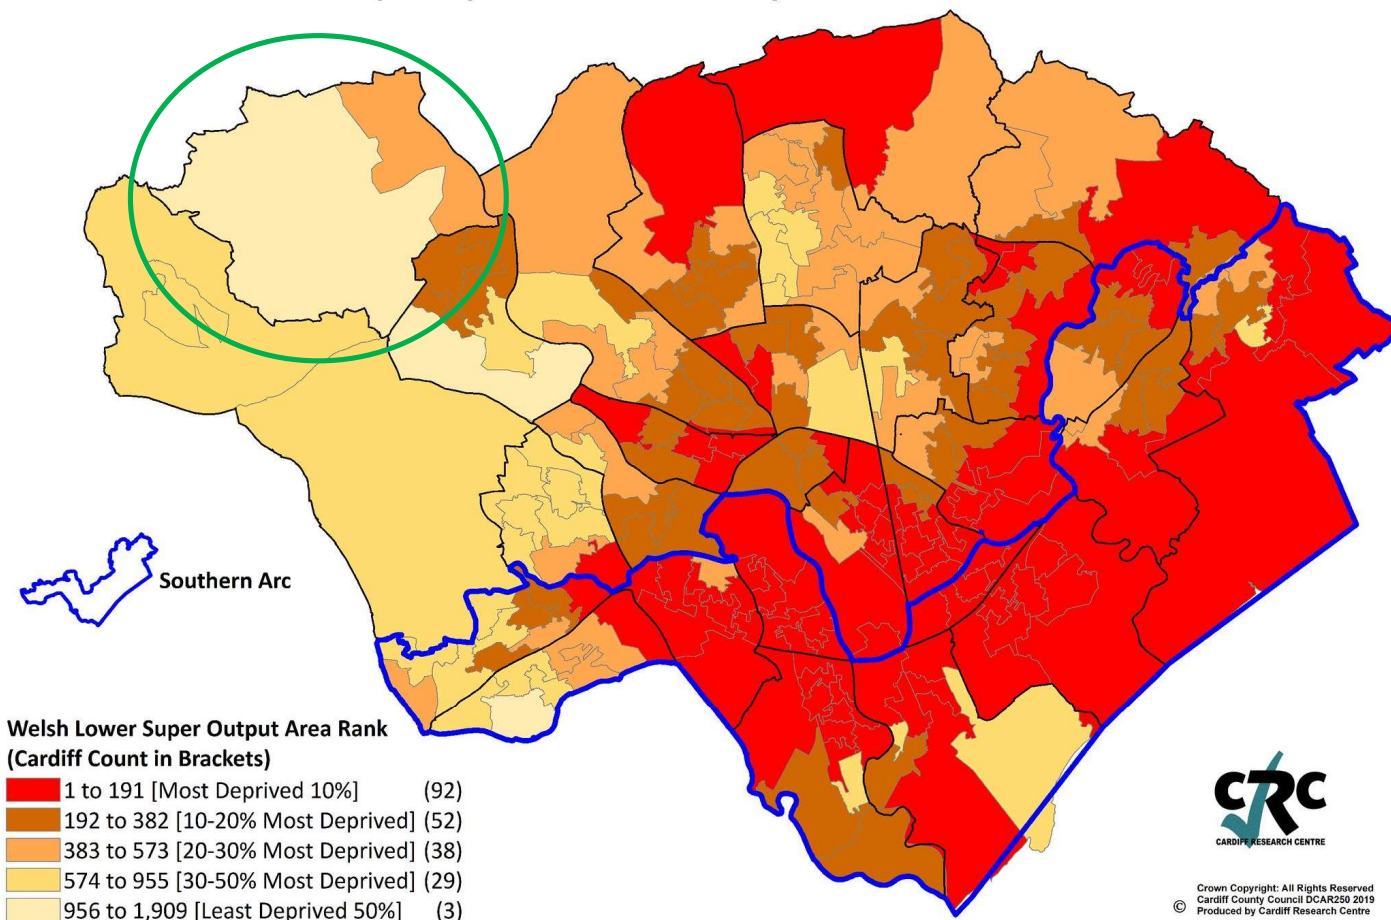 Southern Arc
Welsh Lower Super Output Area Rank
(Cardiff Count in Brackets)
1 to 191 [Most Deprived 10%] (92)
192 to 382 [10-20% Most Deprived] (52)
383 to 573 [20-30% Most Deprived] (38)
574 to 955 [30-50% Most Deprived] (29)
956 to 1,909 [Least Deprived 50%] (3)
CRC
CARDIFF RESEARCH CENTRE
Crown Copyright: All Rights Reserved
Cardiff County Council DCAR250 2019
© Produced by Cardiff Research Centre